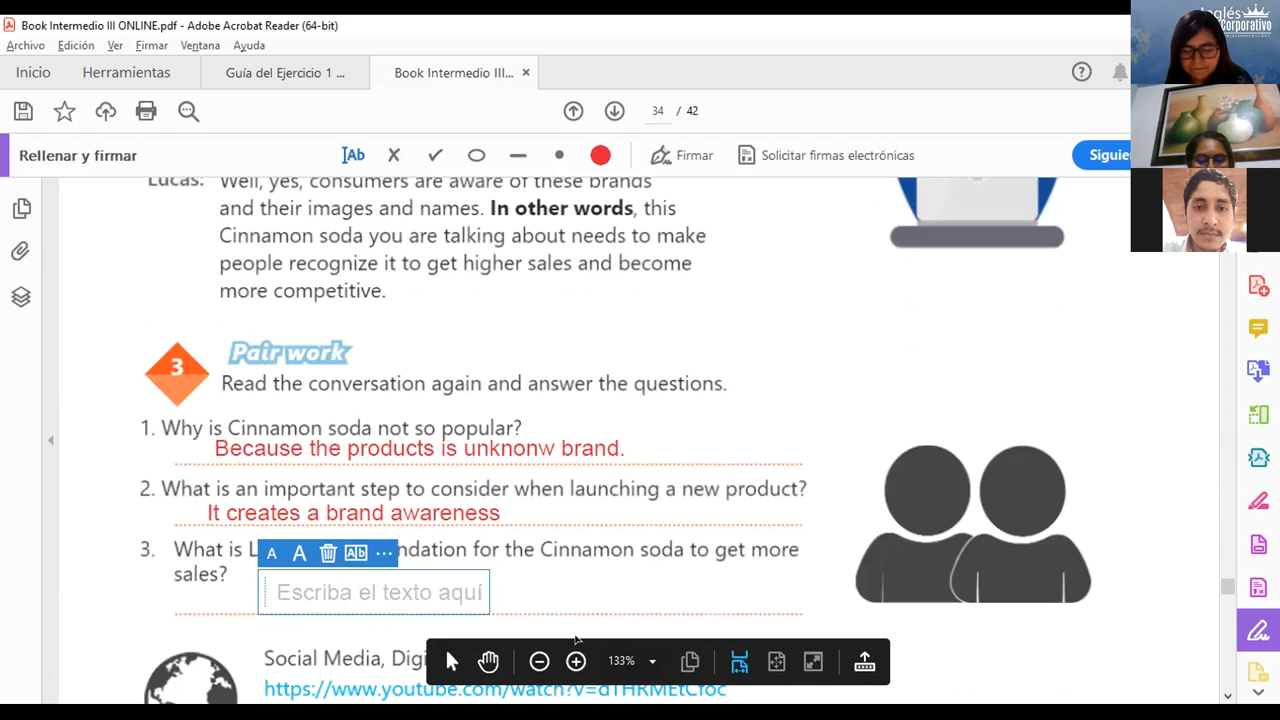 Book Intermedio III ONLINE.pdf - Adobe Acrobat Reader (64-bit)
Archivo Edición Ver Firmar Ventana Ayuda
Inicio Herramientas Guía del Ejercicio 1 ... Book Intermedio III... ×
34 / 42
Rellenar y firmar Ab Firmar Solicitar firmas electrónicas Siguie
Inglés
Corporativo
Lucas: Well, yes, consumers are aware of these brands
and their images and names. In other words, this
Cinnamon soda you are talking about needs to make
people recognize it to get higher sales and become
more competitive.
3 Pair work
Read the conversation again and answer the questions.
1. Why is Cinnamon soda not so popular?
Because the products is unknonw brand.
2. What is an important step to consider when launching a new product?
It creates a brand awareness
3. What is L ndation for the Cinnamon soda to get more
A A Ab ...
sales?
Escriba el texto aquí
133%
Social Media, Digi
https://www.youtube.com/watch?v=dTHRMEtCfoc